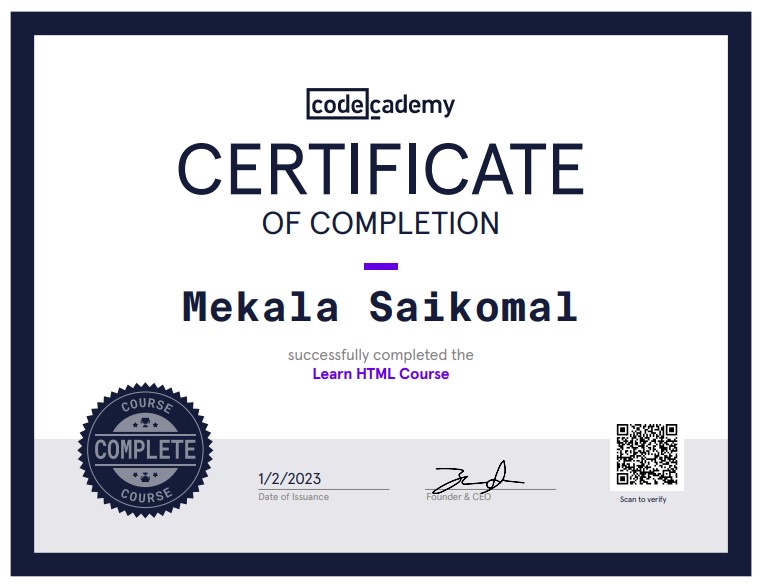 codecademy
CERTIFICATE
OF COMPLETION
Mekala Saikomal
successfully completed the
Learn HTML Course
COURSE
COMPLETE
COURSE
1/2/2023
Date of Issuance
Founder & CEO
Scan to verify